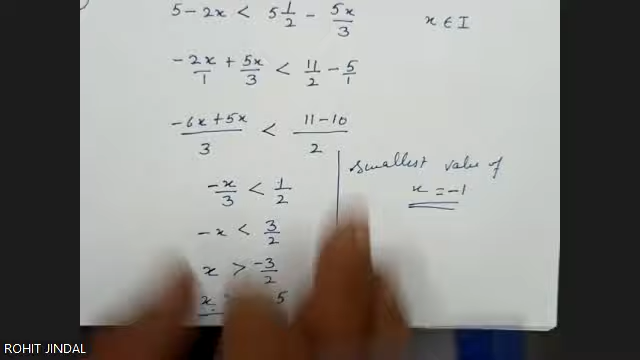 5 - 2x < 5 1/2 - 5x/3
x ∈ I
-2x/1 + 5x/3 < 11/2 - 5/1
(-6x + 5x)/3 < (11 - 10)/2
-x/3 < 1/2
-x < 3/2
x > -3/2
x 5
smallest value of
x = -1
ROHIT JINDAL